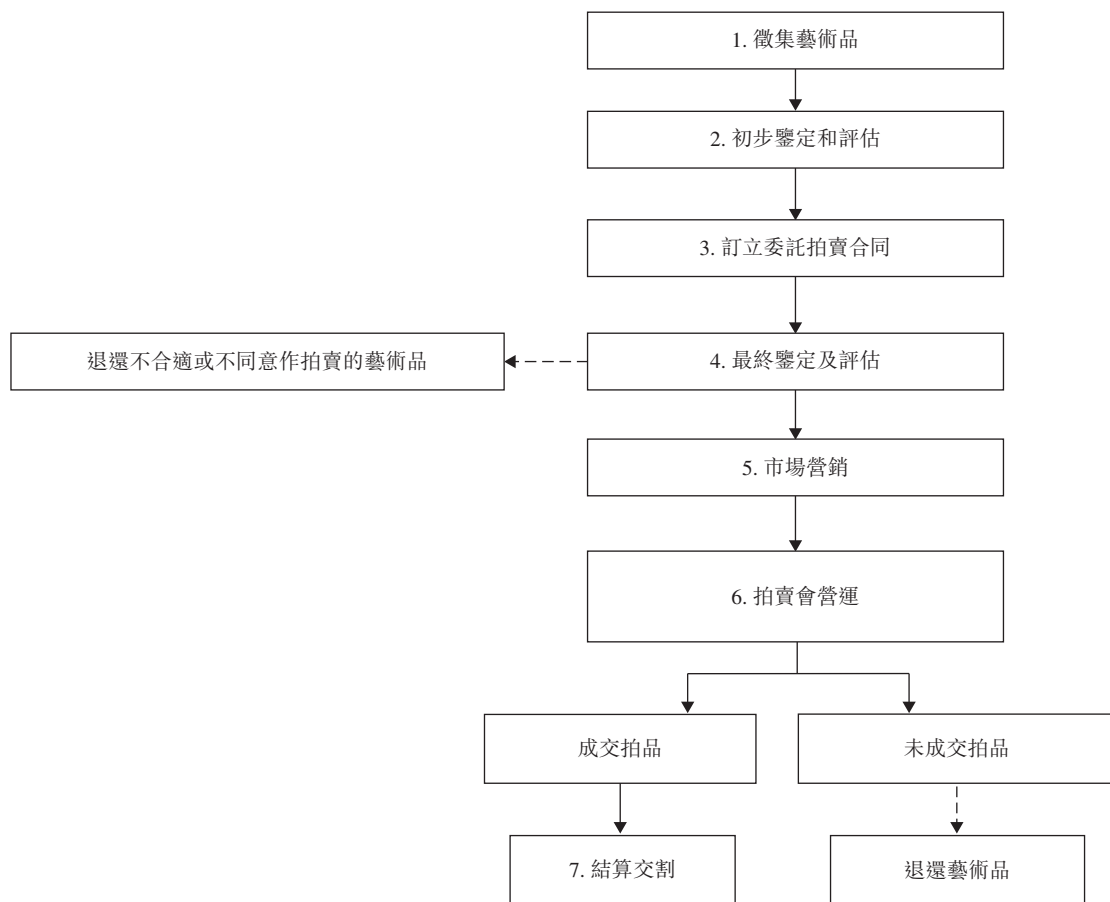 1. 徵集藝術品
2. 初步鑒定和評估
3. 訂立委託拍賣合同
退還不合適或不同意作拍賣的藝術品
4. 最終鑒定及評估
5. 市場營銷
6. 拍賣會營運
成交拍品
未成交拍品
7. 結算交割
退還藝術品